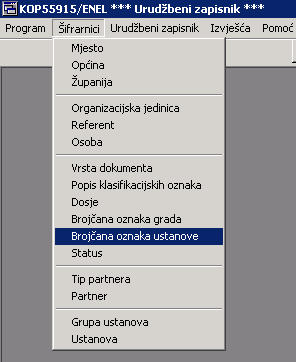 KOP55915/ENEL *** Urudžbeni zapisnik ***
Program Šifrarnici Urudžbeni zapisnik Izvješća Pomoć
Mjesto
Općina
Županija
Organizacijska jedinica
Referent
Osoba
Vrsta dokumenta
Popis klasifikacijskih oznaka
Dosje
Brojčana oznaka grada
Brojčana oznaka ustanove
Status
Tip partnera
Partner
Grupa ustanova
Ustanova